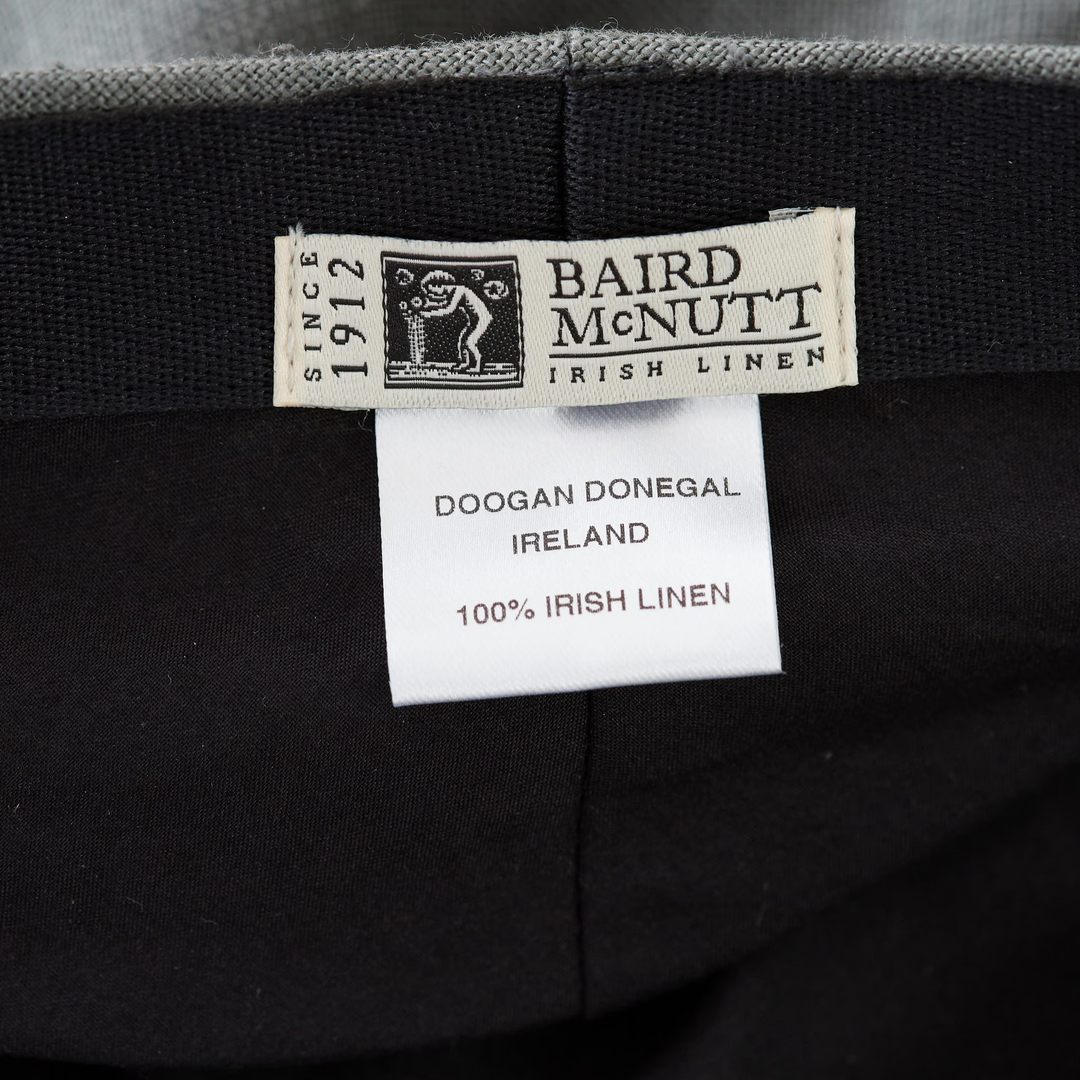 SINCE
1912
BAIRD
McNUTT
IRISH LINEN
DOOGAN DONEGAL
IRELAND
100% IRISH LINEN